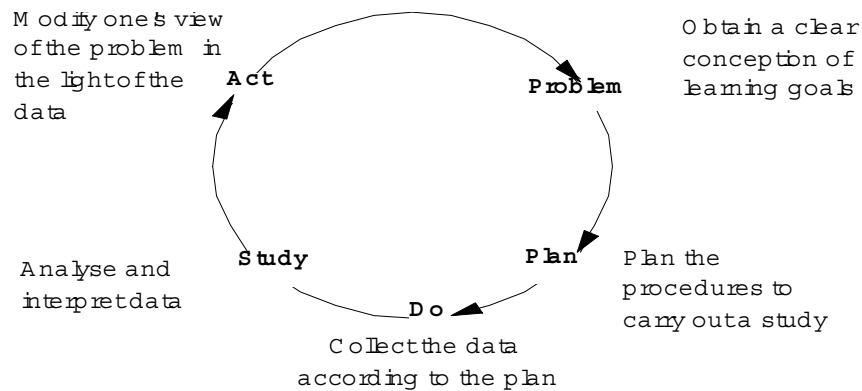 Modify one's view
of the problem in
the light of the
data
Act
Problem
Obtain a clear
conception of
learning goals
Study
Plan
Analyse and
interpret data
Plan the
procedures to
carry out a study
Do
Collect the data
according to the plan